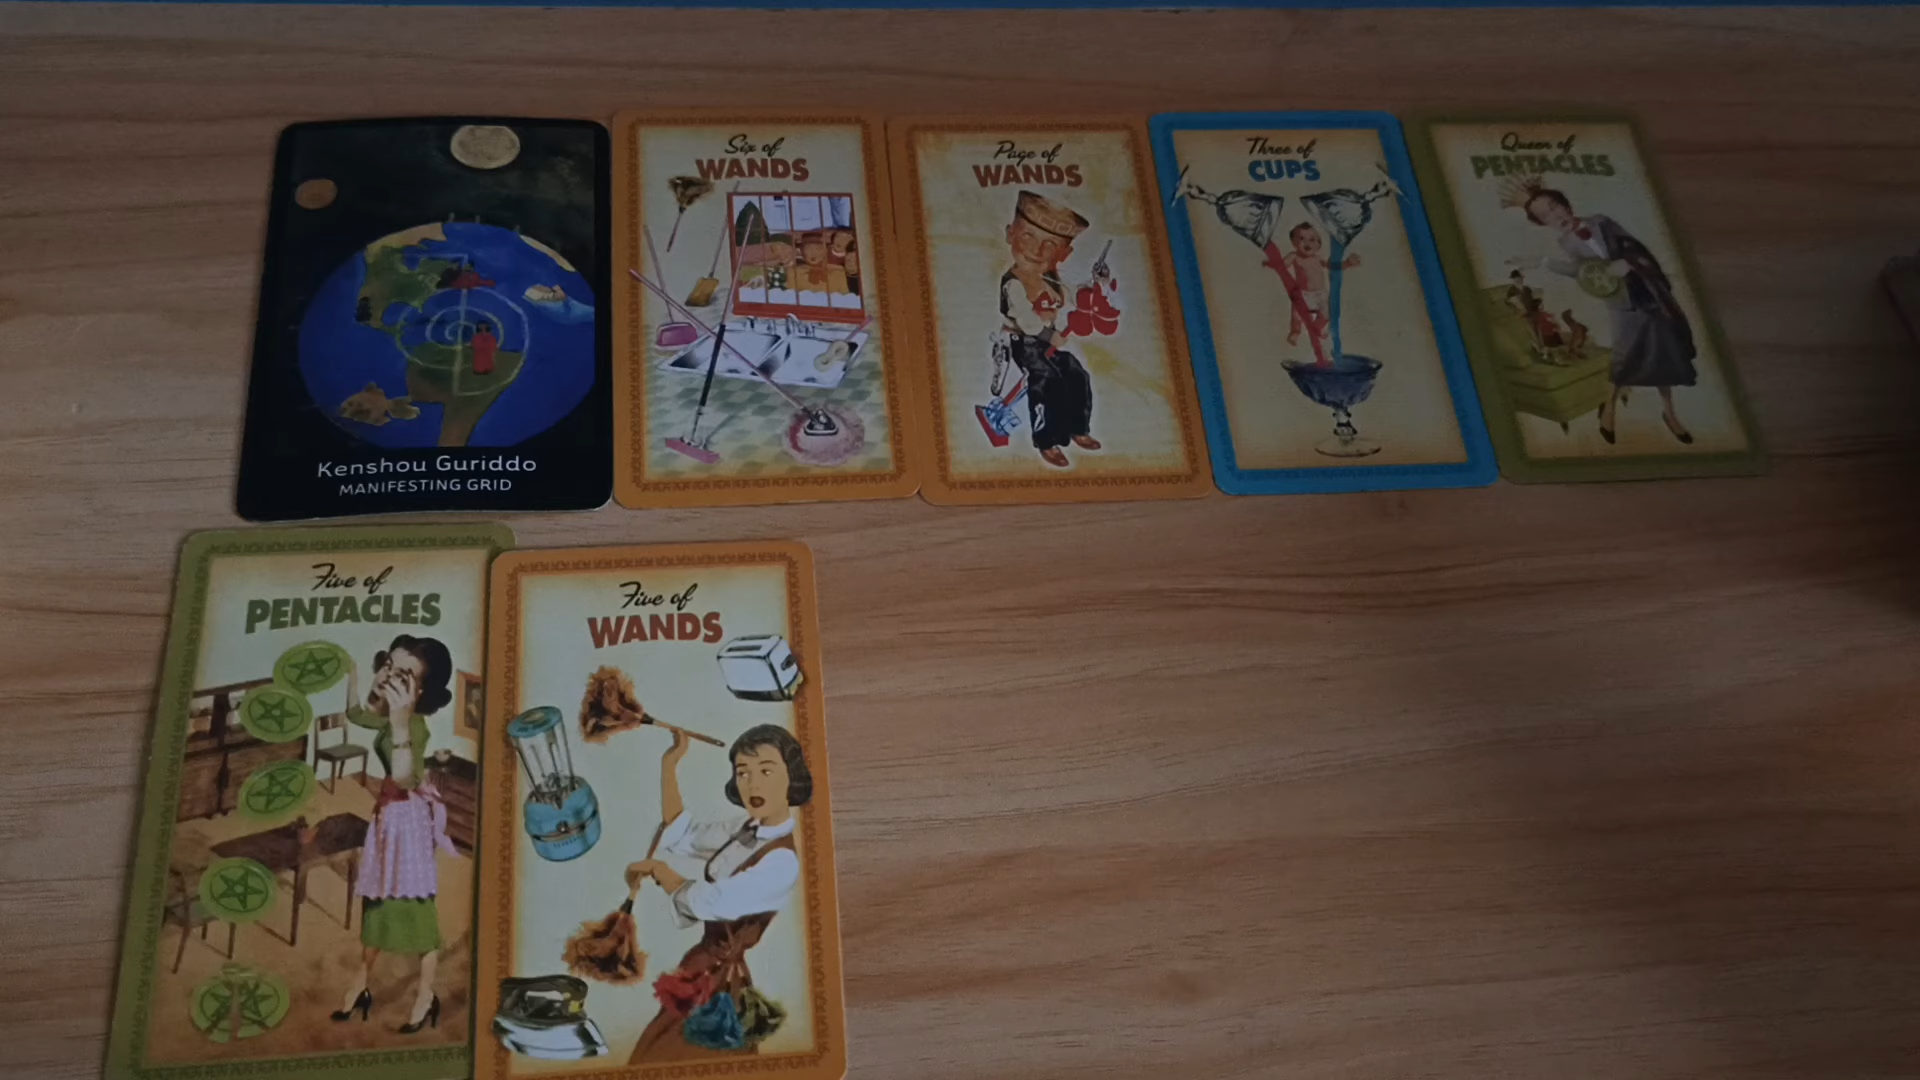 Kenshou Guriddo
MANIFESTING GRID
Six of
WANDS
Page of
WANDS
Three of
CUPS
Queen of
PENTACLES
Five of
PENTACLES
Five of
WANDS